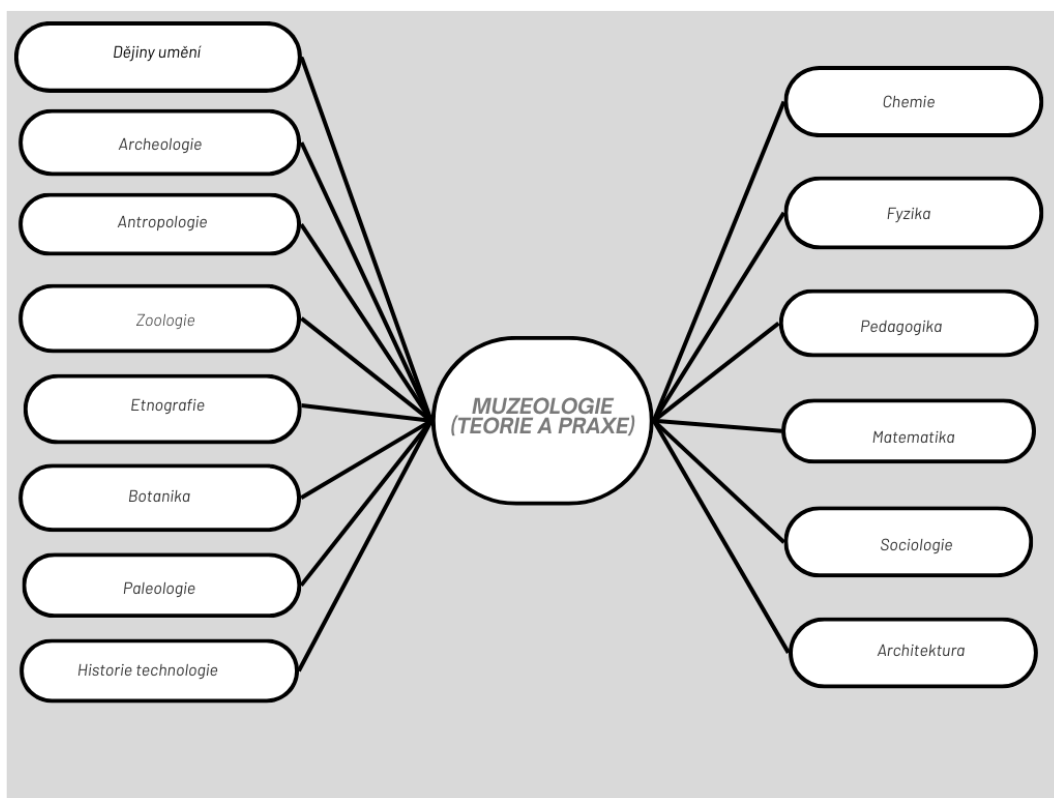 Dějiny umění
Archeologie
Antropologie
Zoologie
Etnografie
Botanika
Paleologie
Historie technologie
MUZEOLOGIE
(TEORIE A PRAXE)
Chemie
Fyzika
Pedagogika
Matematika
Sociologie
Architektura